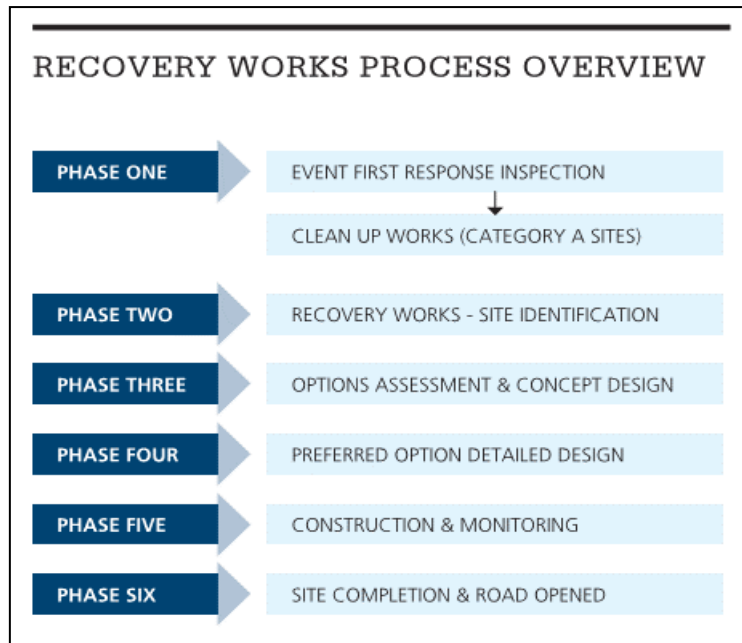 RECOVERY WORKS PROCESS OVERVIEW
PHASE ONE
EVENT FIRST RESPONSE INSPECTION
CLEAN UP WORKS (CATEGORY A SITES)
PHASE TWO
RECOVERY WORKS - SITE IDENTIFICATION
PHASE THREE
OPTIONS ASSESSMENT & CONCEPT DESIGN
PHASE FOUR
PREFERRED OPTION DETAILED DESIGN
PHASE FIVE
CONSTRUCTION & MONITORING
PHASE SIX
SITE COMPLETION & ROAD OPENED